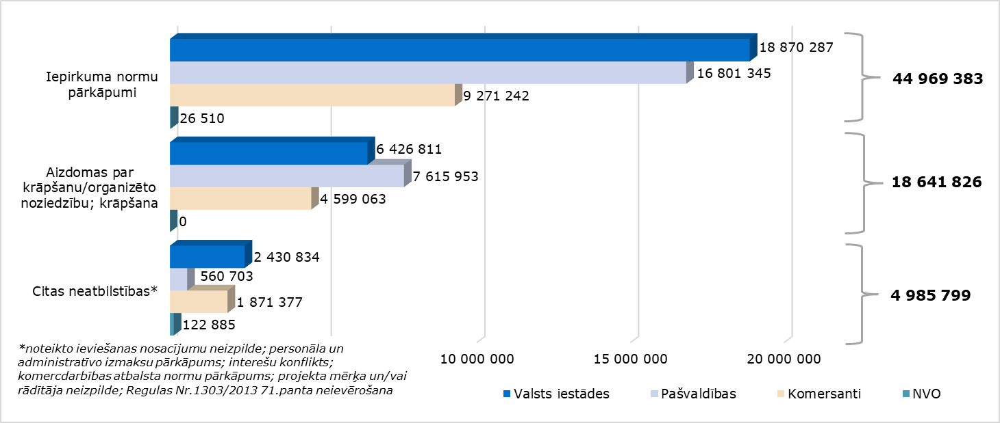 Iepirkuma normu
pārkāpumi
18 870 287
16 801 345
9 271 242
26 510
44 969 383
Aizdomas par
krāpšanu/organizēto
noziedzību; krāpšana
6 426 811
7 615 953
4 599 063
0
18 641 826
Citas neatbilstības*
2 430 834
560 703
1 871 377
122 885
4 985 799
*noteikto ieviešanas nosacījumu neizpilde; personāla un
administratīvo izmaksu pārkāpums; interešu konflikts;
komercdarbības atbalsta normu pārkāpums; projekta mērķa un/vai
rādītāja neizpilde; Regulas Nr.1303/2013 71.panta neievērošana
10 000 000
15 000 000
20 000 000
Valsts iestādes
Pašvaldības
Komersanti
NVO